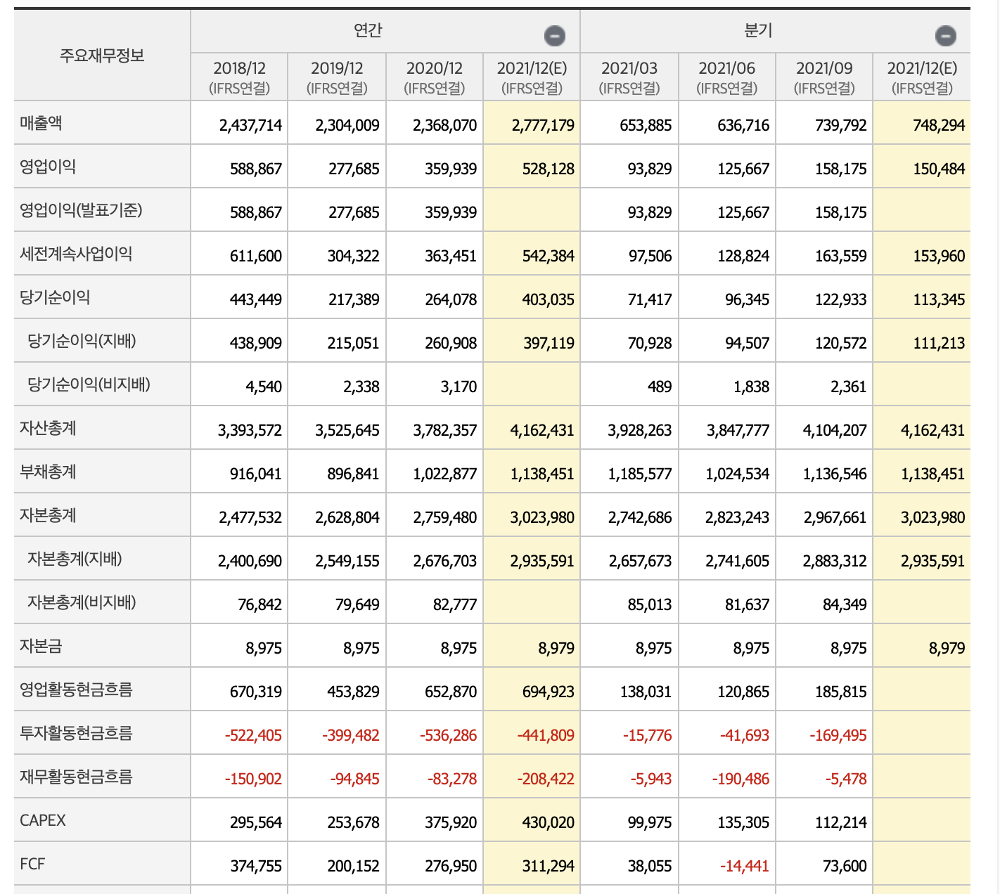 주요재무정보 연간 분기
2018/12 2019/12 2020/12 2021/12(E) 2021/03 2021/06 2021/09 2021/12(E)
(IFRS연결) (IFRS연결) (IFRS연결) (IFRS연결) (IFRS연결) (IFRS연결) (IFRS연결) (IFRS연결)
매출액 2,437,714 2,304,009 2,368,070 2,777,179 653,885 636,716 739,792 748,294
영업이익 588,867 277,685 359,939 528,128 93,829 125,667 158,175 150,484
영업이익(발표기준) 588,867 277,685 359,939 93,829 125,667 158,175
세전계속사업이익 611,600 304,322 363,451 542,384 97,506 128,824 163,559 153,960
당기순이익 443,449 217,389 264,078 403,035 71,417 96,345 122,933 113,345
당기순이익(지배) 438,909 215,051 260,908 397,119 70,928 94,507 120,572 111,213
당기순이익(비지배) 4,540 2,338 3,170 489 1,838 2,361
자산총계 3,393,572 3,525,645 3,782,357 4,162,431 3,928,263 3,847,777 4,104,207 4,162,431
부채총계 916,041 896,841 1,022,877 1,138,451 1,185,577 1,024,534 1,136,546 1,138,451
자본총계 2,477,532 2,628,804 2,759,480 3,023,980 2,742,686 2,823,243 2,967,661 3,023,980
자본총계(지배) 2,400,690 2,549,155 2,676,703 2,935,591 2,657,673 2,741,605 2,883,312 2,935,591
자본총계(비지배) 76,842 79,649 82,777 85,013 81,637 84,349
자본금 8,975 8,975 8,975 8,979 8,975 8,975 8,975 8,979
영업활동현금흐름 670,319 453,829 652,870 694,923 138,031 120,865 185,815
투자활동현금흐름 -522,405 -399,482 -536,286 -441,809 -15,776 -41,693 -169,495
재무활동현금흐름 -150,902 -94,845 -83,278 -208,422 -5,943 -190,486 -5,478
CAPEX 295,564 253,678 375,920 430,020 99,975 135,305 112,214
FCF 374,755 200,152 276,950 311,294 38,055 -14,441 73,600